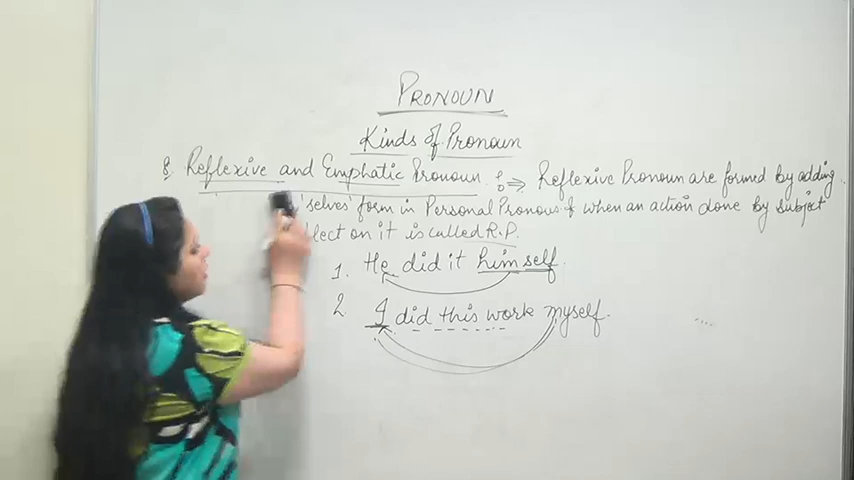 PRONOUN
Kinds of Pronoun
8. Reflexive and Emphatic Pronoun :⇒ Reflexive Pronoun are formed by adding
'selves' form in Personal Pronous & when an action done by subject
on it is called R.P.
1. He did it himself.
2. I did this work myself.